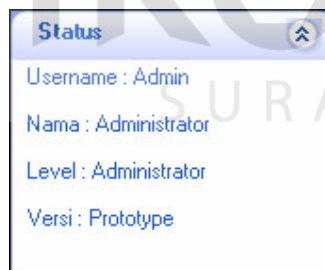 Status
Username : Admin
Nama : Administrator
Level : Administrator
Versi : Prototype